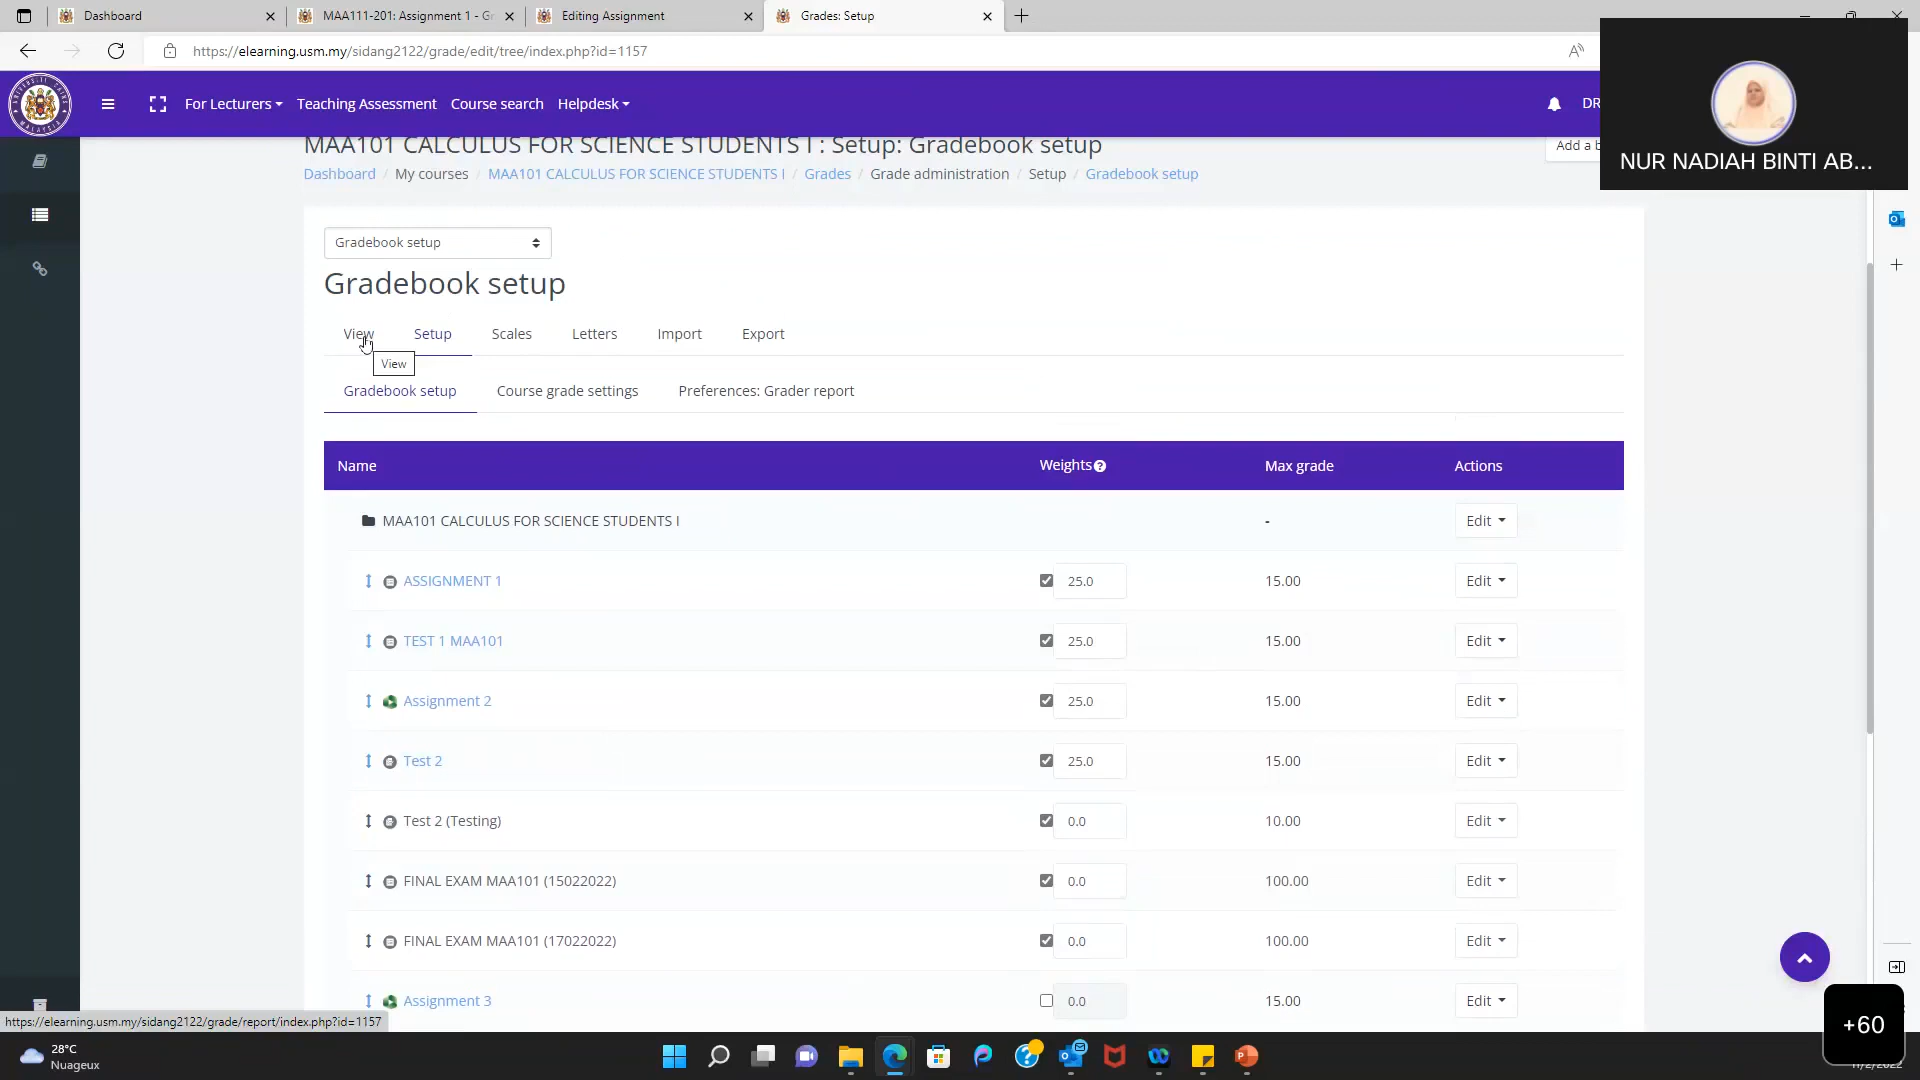 Dashboard
MAA111-201: Assignment 1 - Gr
Editing Assignment
Grades: Setup
https://elearning.usm.my/sidang2122/grade/edit/tree/index.php?id=1157
For Lecturers
Teaching Assessment
Course search
Helpdesk
DR
NUR NADIAH BINTI AB...
MAA101 CALCULUS FOR SCIENCE STUDENTS I : Setup: Gradebook setup
Add a b
Dashboard / My courses / MAA101 CALCULUS FOR SCIENCE STUDENTS I / Grades / Grade administration / Setup / Gradebook setup
Gradebook setup
Gradebook setup
View Setup Scales Letters Import Export
View
Gradebook setup Course grade settings Preferences: Grader report
Name Weights Max grade Actions
MAA101 CALCULUS FOR SCIENCE STUDENTS I - Edit
ASSIGNMENT 1 25.0 15.00 Edit
TEST 1 MAA101 25.0 15.00 Edit
Assignment 2 25.0 15.00 Edit
Test 2 25.0 15.00 Edit
Test 2 (Testing) 0.0 10.00 Edit
FINAL EXAM MAA101 (15022022) 0.0 100.00 Edit
FINAL EXAM MAA101 (17022022) 0.0 100.00 Edit
Assignment 3 0.0 15.00 Edit
https://elearning.usm.my/sidang2122/grade/report/index.php?id=1157
+60
28°C
Nuageux